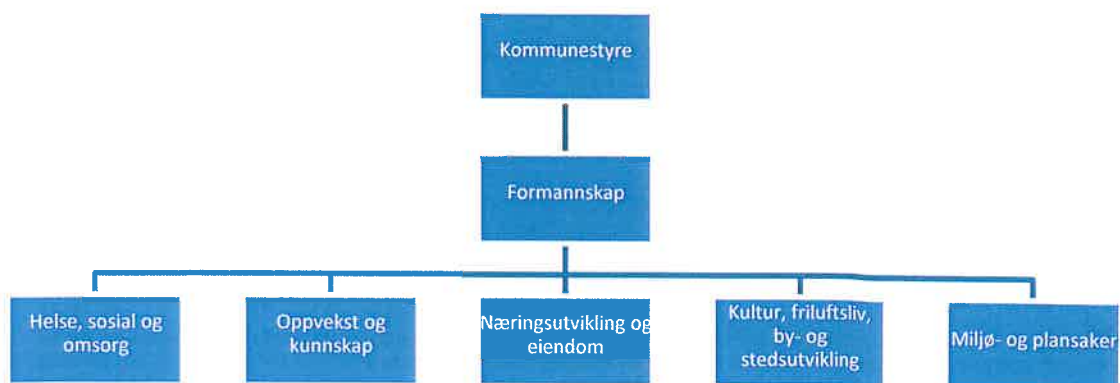 Kommunestyre
Formannskap
Helse, sosial og
omsorg
Oppvekst og
kunnskap
Næringsutvikling og
eiendom
Kultur, friluftsliv,
by- og
stedsutvikling
Miljø- og plansaker